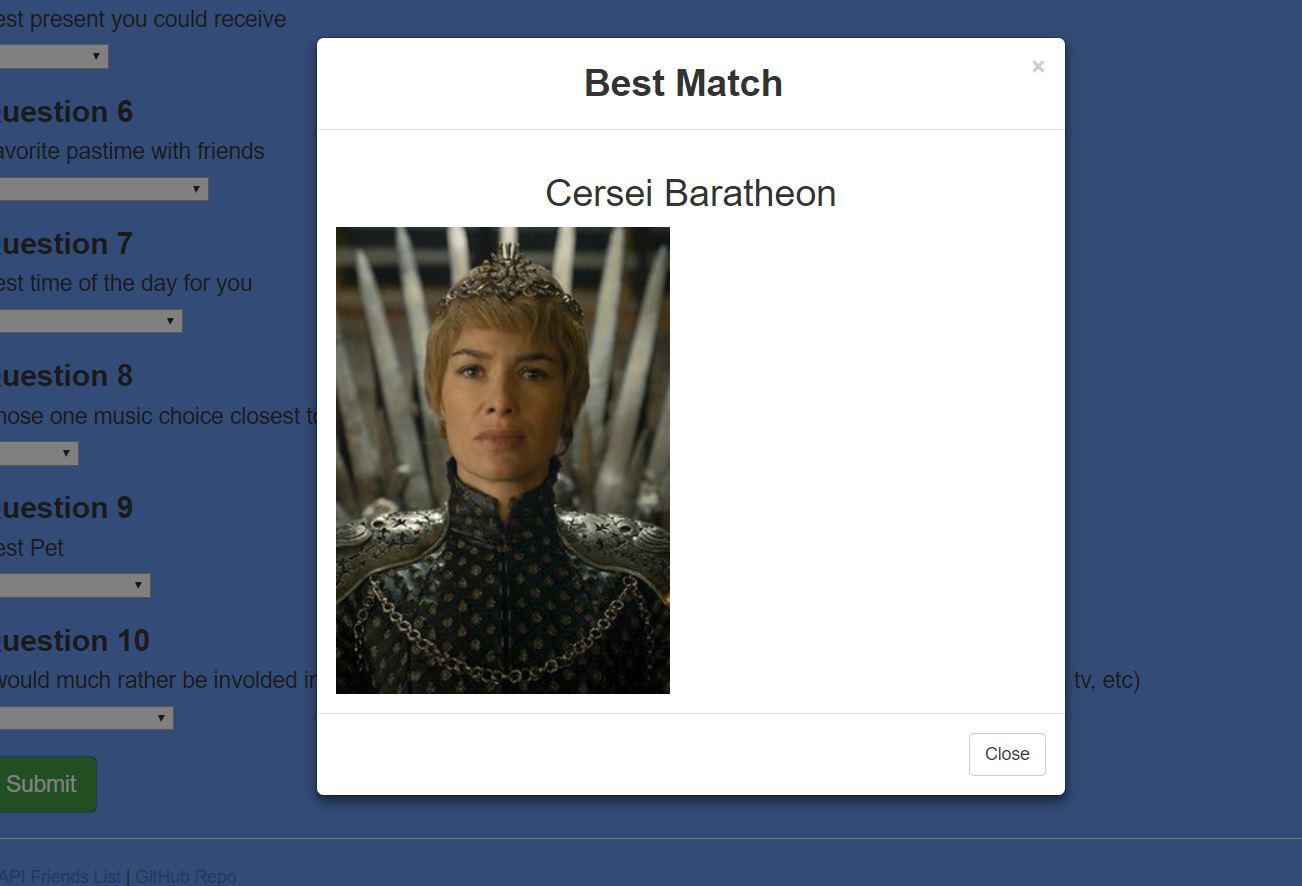 est present you could receive
uestion 6
avorite pastime with friends
uestion 7
est time of the day for you
uestion 8
hose one music choice closest to
uestion 9
est Pet
uestion 10
would much rather be involded in
tv, etc)
Submit
API Friends List | GitHub Repo
Best Match
×
Cersei Baratheon
Close